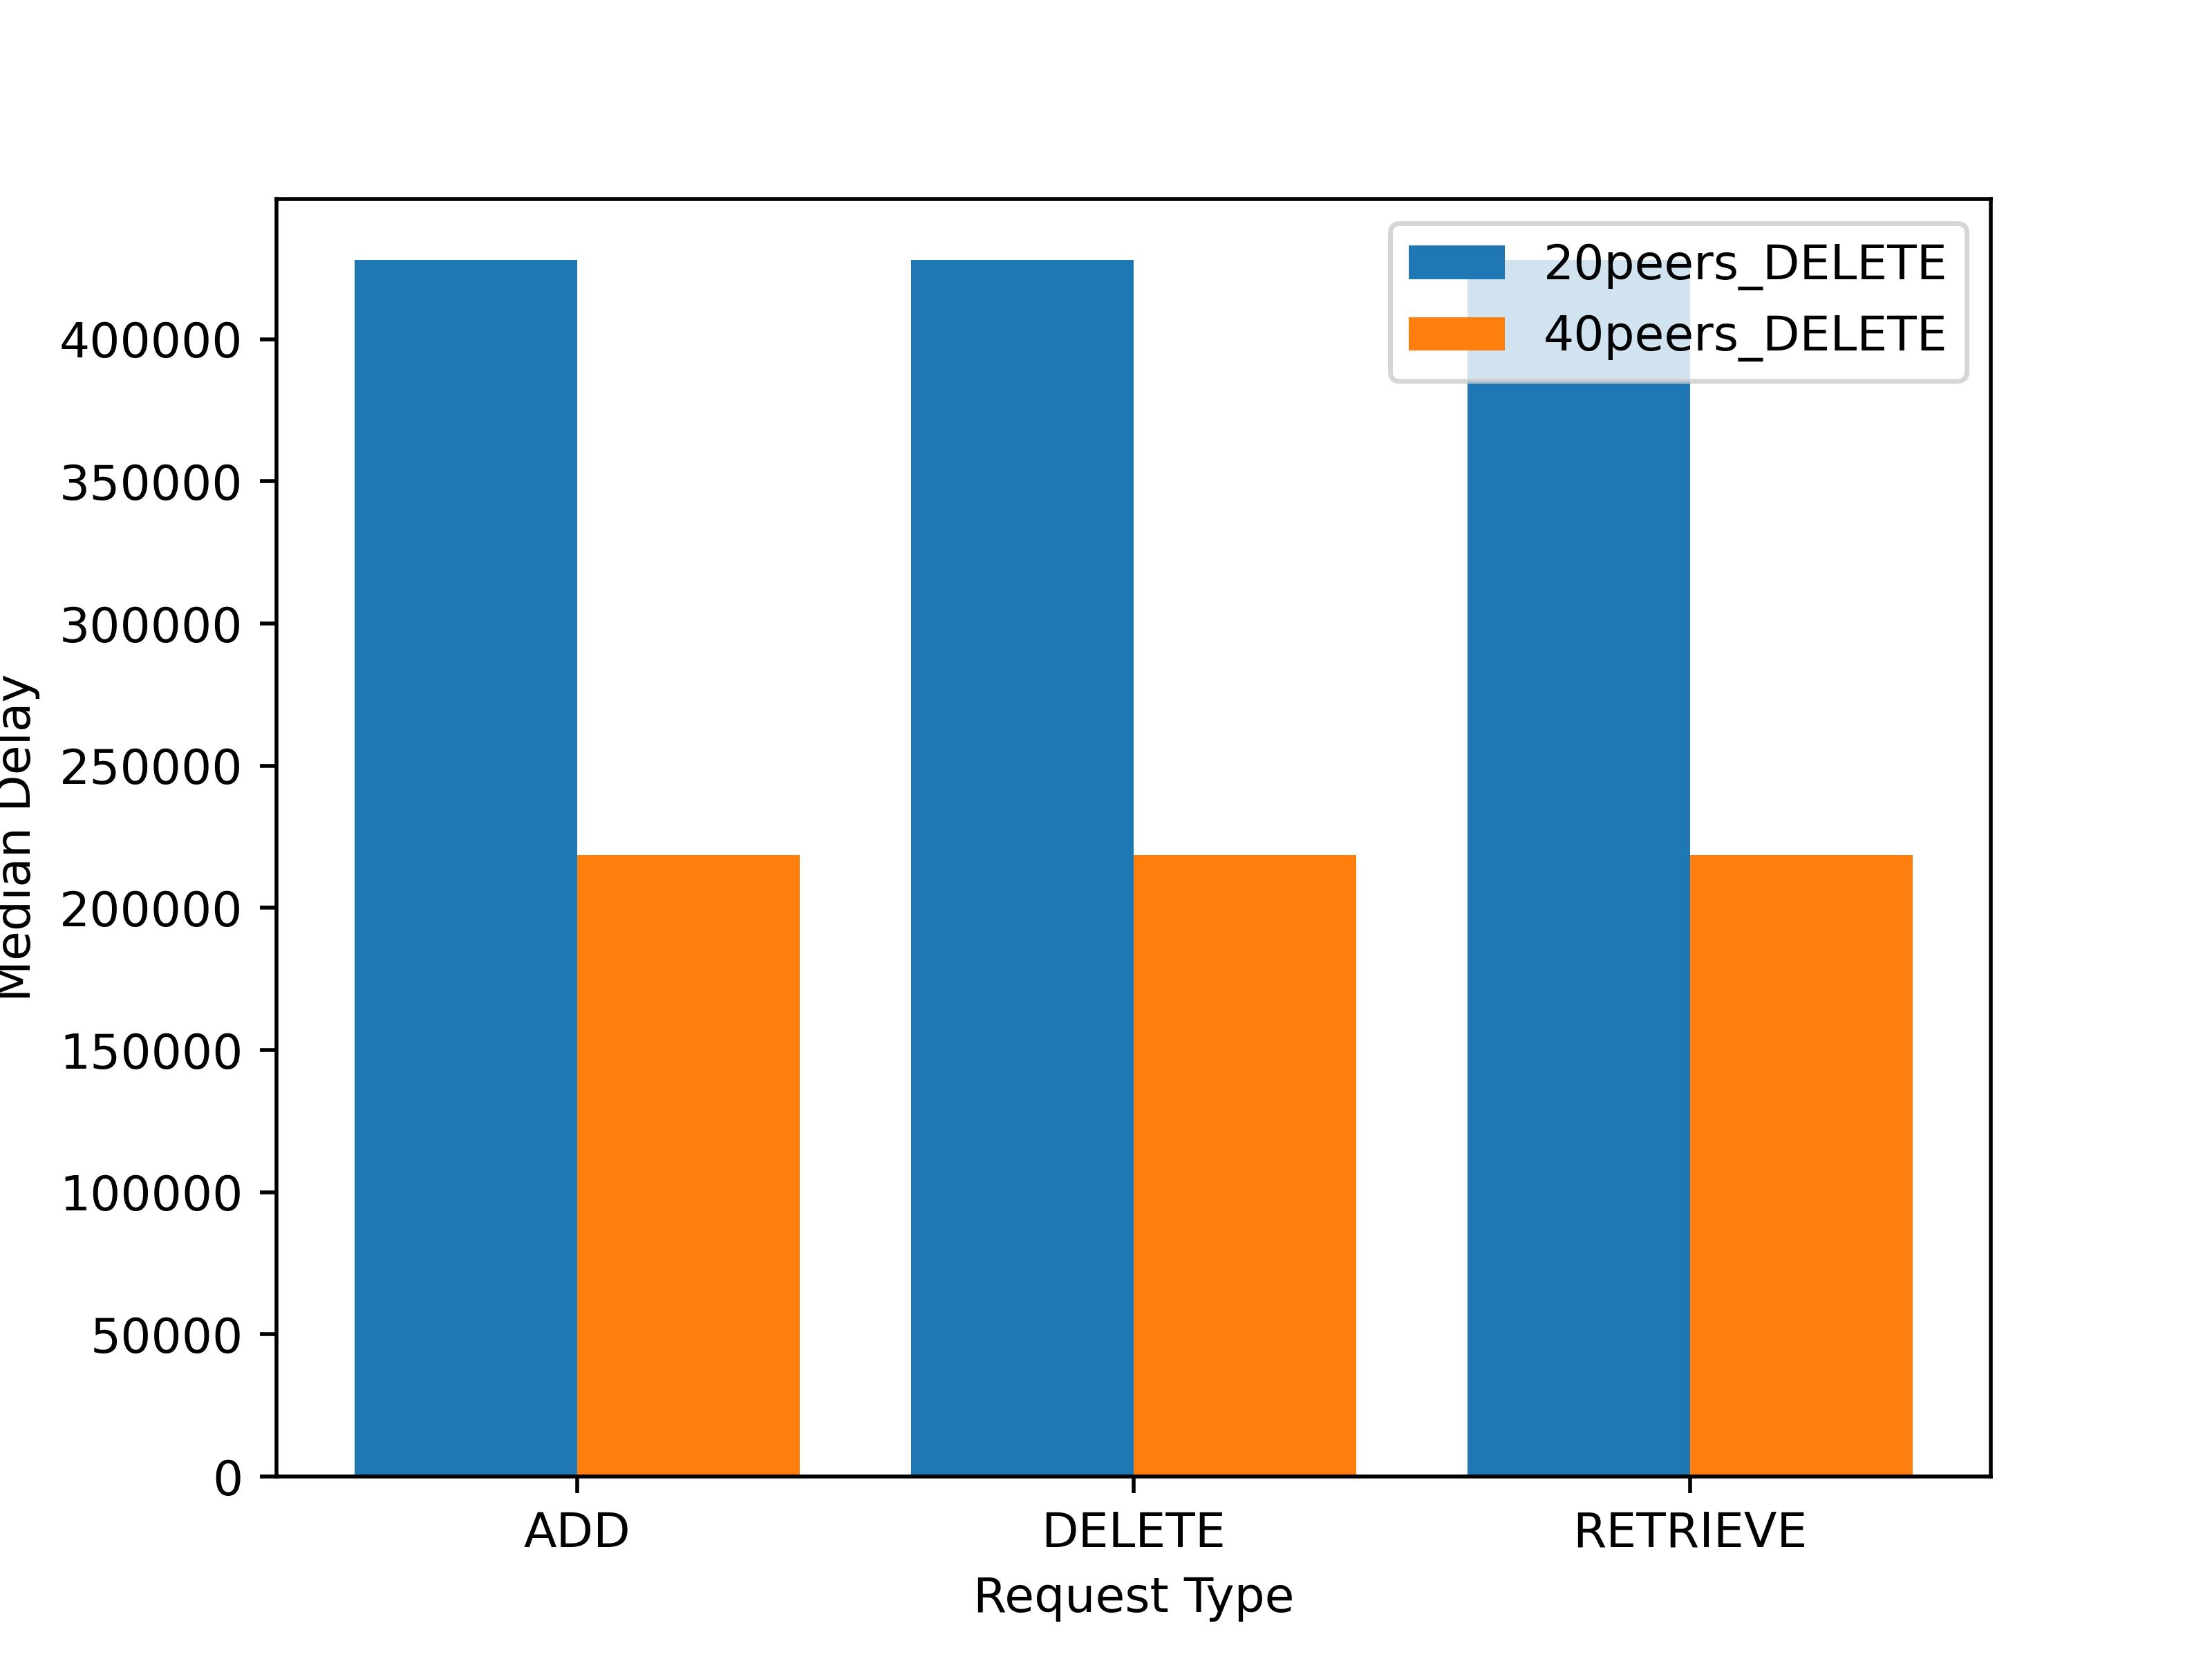 20peers_DELETE
40peers_DELETE
400000
350000
300000
250000
200000
150000
100000
50000
0
Median Delay
ADD DELETE RETRIEVE
Request Type